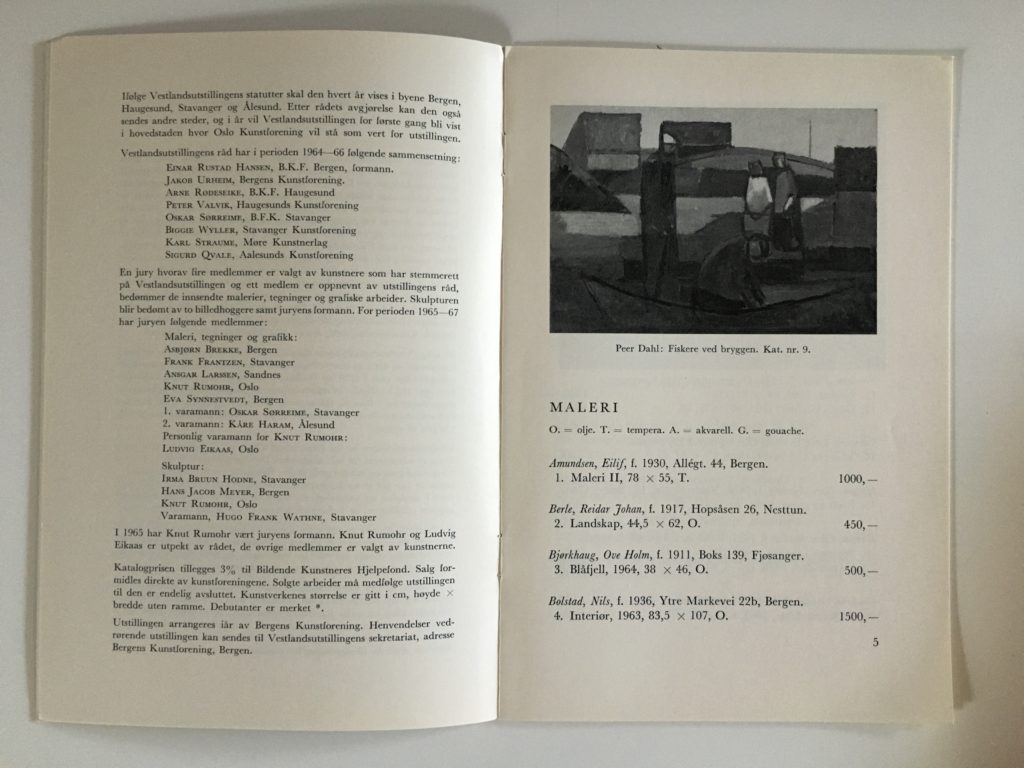 Ifølge Vestlandsutstillingens statutter skal den hvert år vises i byene Bergen,
Haugesund, Stavanger og Ålesund. Etter rådets avgjørelse kan den også
sendes andre steder, og i år vil Vestlandsutstillingen for første gang bli vist
i hovedstaden hvor Oslo Kunstforening vil stå som vert for utstillingen.
Vestlandsutstillingens råd har i perioden 1964—66 følgende sammensetning:
EINAR RUSTAD HANSEN, B.K.F. Bergen, formann.
JAKOB URHEIM, Bergens Kunstforening.
ARNE RØDESEIKE, B.K.F. Haugesund
PETER VALVIK, Haugesunds Kunstforening
OSKAR SØRREIME, B.F.K. Stavanger
BIGGIE WYLLER, Stavanger Kunstforening
KARL STRAUME, Møre Kunstnerlag
SIGURD QVALE, Aalesunds Kunstforening
En jury hvorav fire medlemmer er valgt av kunstnere som har stemmerett
på Vestlandsutstillingen og ett medlem er oppnevnt av utstillingens råd,
bedømmer de innsendte malerier, tegninger og grafiske arbeider. Skulpturen
blir bedømt av to billedhoggere samt juryens formann. For perioden 1965—67
har juryen følgende medlemmer:
Maleri, tegninger og grafikk:
ASBJØRN BREKKE, Bergen
FRANK FRANTZEN, Stavanger
ANSGAR LARSSEN, Sandnes
KNUT RUMOHR, Oslo
EVA SYNNESTVEDT, Bergen
1. varamann: OSKAR SØRREIME, Stavanger
2. varamann: KÅRE HARAM, Ålesund
Personlig varamann for KNUT RUMOHR:
LUDVIG EIKAAS, Oslo
Skulptur:
IRMA BRUUN HODNE, Stavanger
HANS JACOB MEYER, Bergen
KNUT RUMOHR, Oslo
Varamann, HUGO FRANK WATHNE, Stavanger
I 1965 har Knut Rumohr vært juryens formann. Knut Rumohr og Ludvig
Eikaas er utpekt av rådet, de øvrige medlemmer er valgt av kunstnerne.
Katalogprisen tillegges 3% til Bildende Kunstneres Hjelpefond. Salg for-
midles direkte av kunstforeningene. Solgte arbeider må medfølge utstillingen
til den er endelig avsluttet. Kunstverkenes størrelse er gitt i cm, høyde ×
bredde uten ramme. Debutanter er merket *.
Utstillingen arrangeres iår av Bergens Kunstforening. Henvendelser ved-
rørende utstillingen kan sendes til Vestlandsutstillingens sekretariat, adresse
Bergens Kunstforening, Bergen.
Peer Dahl: Fiskere ved bryggen. Kat. nr. 9.
MALERI
O. = olje. T. = tempera. A. = akvarell. G. = gouache.
Amundsen, Eilif, f. 1930, Allégt. 44, Bergen.
1. Maleri II, 78 × 55, T. 1000,—
Berle, Reidar Johan, f. 1917, Hopsåsen 26, Nesttun.
2. Landskap, 44,5 × 62, O. 450,—
Bjørkhaug, Ove Holm, f. 1911, Boks 139, Fjøsanger.
3. Blåfjell, 1964, 38 × 46, O. 500,—
Bolstad, Nils, f. 1936, Ytre Markevei 22b, Bergen.
4. Interiør, 1963, 83,5 × 107, O. 1500,—
5